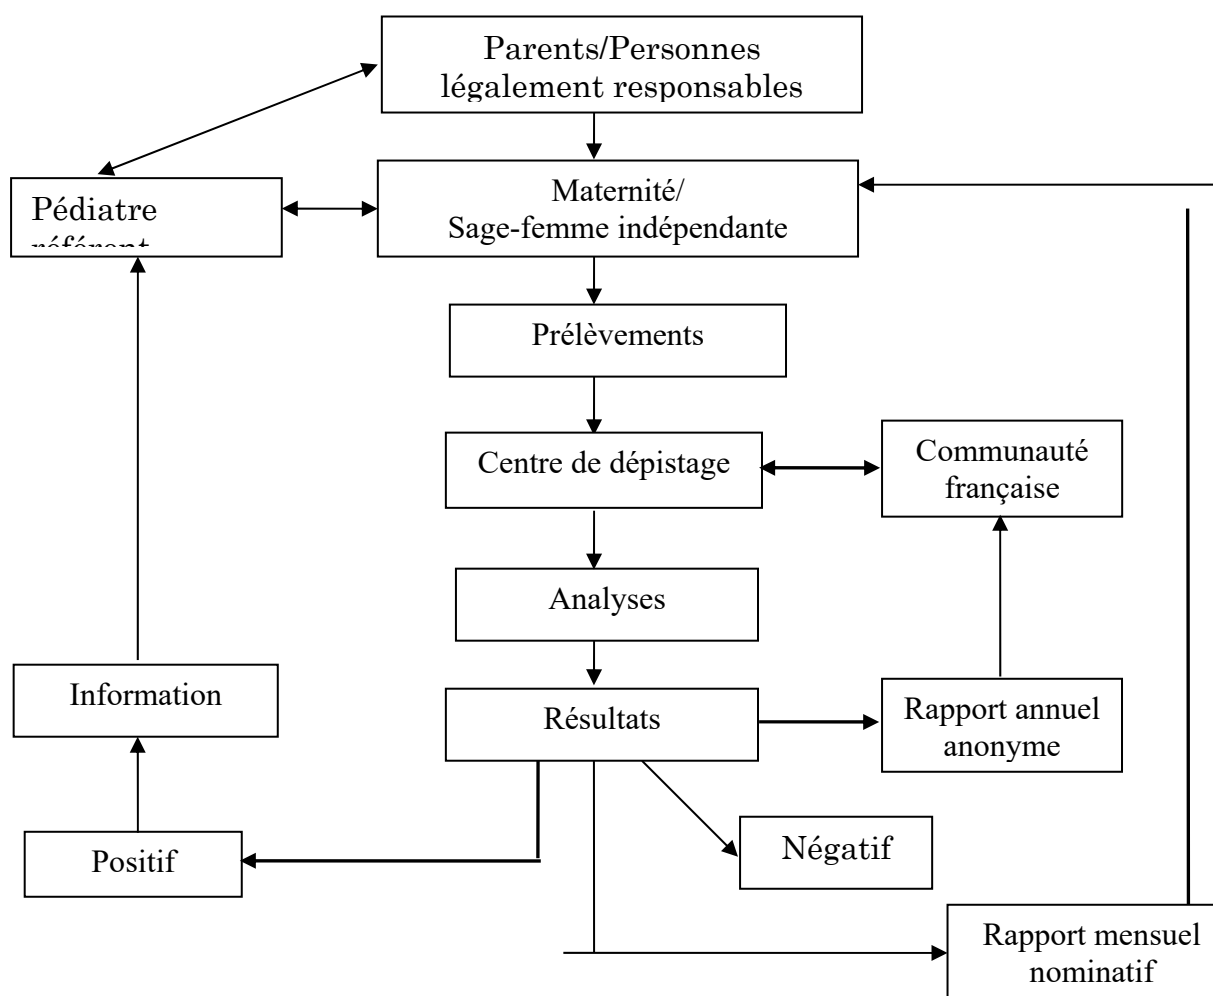 Parents/Personnes
légalement responsables
Maternité/
Sage-femme indépendante
Pédiatre
référent
Prélèvements
Centre de dépistage
Communauté
française
Analyses
Information
Résultats
Rapport annuel
anonyme
Positif
Négatif
Rapport mensuel
nominatif